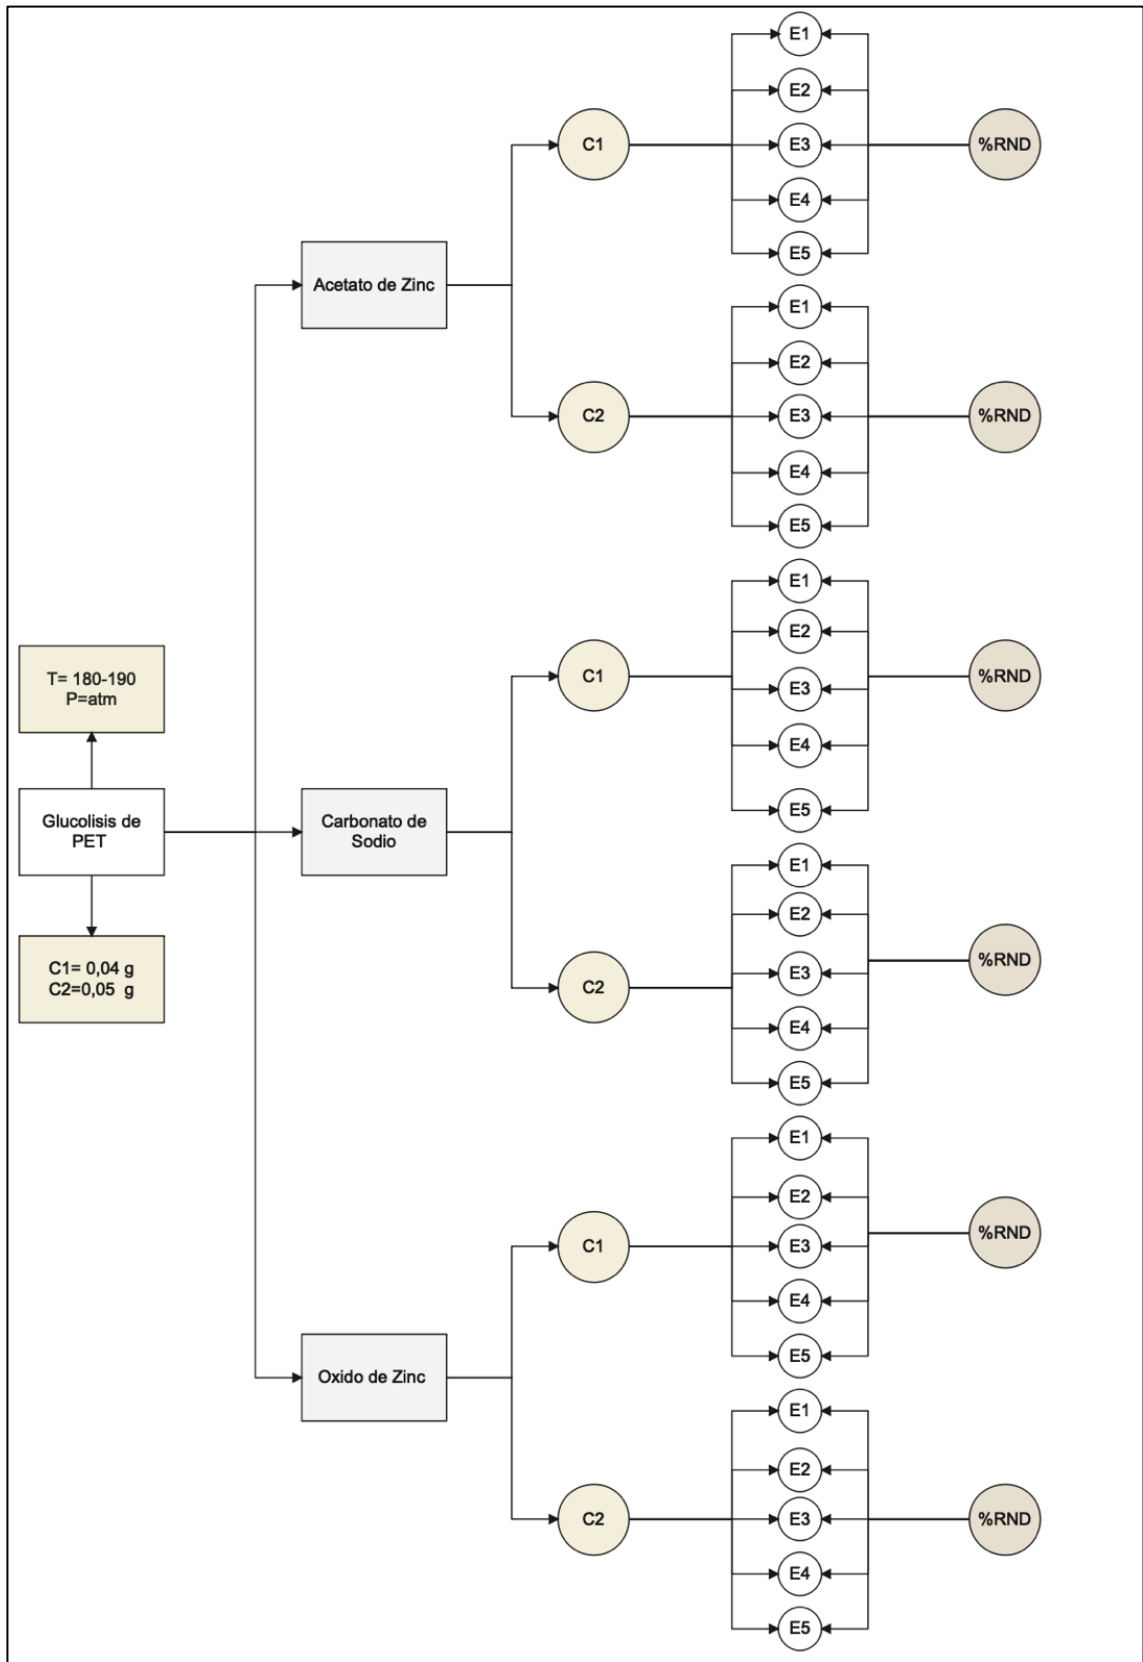 E1
E2
C1
E3
%RND
E4
E5
Acetato de Zinc
E1
E2
C2
E3
%RND
E4
E5
E1
E2
T= 180-190
P=atm
C1
E3
%RND
E4
Glucolisis de
PET
Carbonato de
Sodio
E5
E1
E2
C1= 0,04 g
C2=0,05 g
C2
E3
%RND
E4
E5
E1
E2
C1
E3
%RND
E4
E5
Oxido de Zinc
E1
E2
C2
E3
%RND
E4
E5